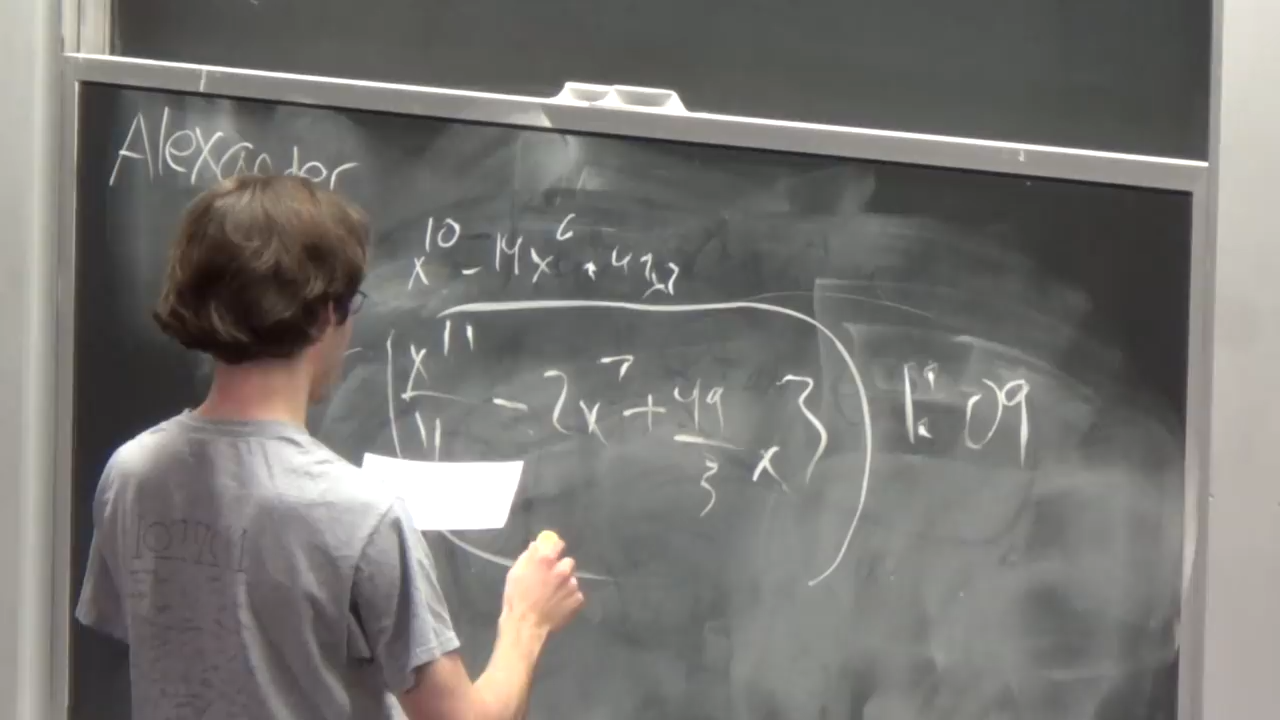 Alexander
x^10 - 14x^6 + 49x^2
x^11/11 - 2x^7 + 49/3 x^3
1:09